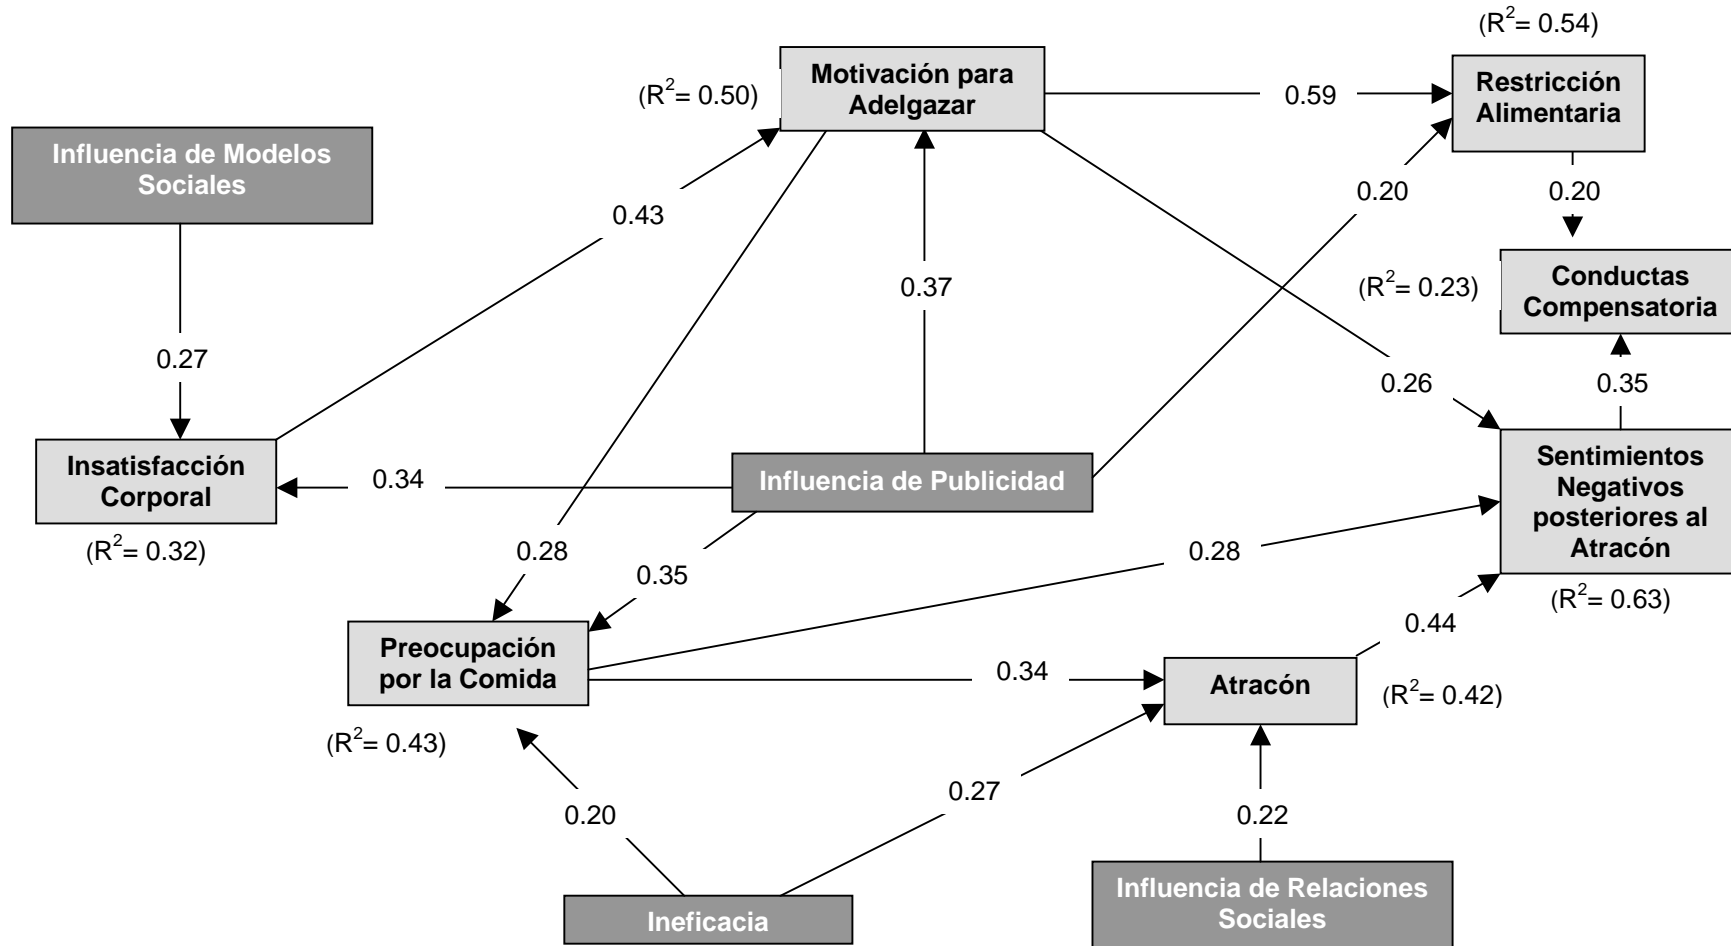 (R²= 0.54)
Motivación para
Adelgazar
(R²= 0.50)
0.59
Restricción
Alimentaria
Influencia de Modelos
Sociales
0.43
0.20
0.20
0.37
(R²= 0.23)
Conductas
Compensatoria
0.27
0.26
0.35
Insatisfacción
Corporal
(R²= 0.32)
0.34
Influencia de Publicidad
Sentimientos
Negativos
posteriores al
Atracón
(R²= 0.63)
0.28
0.35
0.28
0.44
Preocupación
por la Comida
(R²= 0.43)
0.34
Atracón
(R²= 0.42)
0.20
0.27
0.22
Ineficacia
Influencia de Relaciones
Sociales